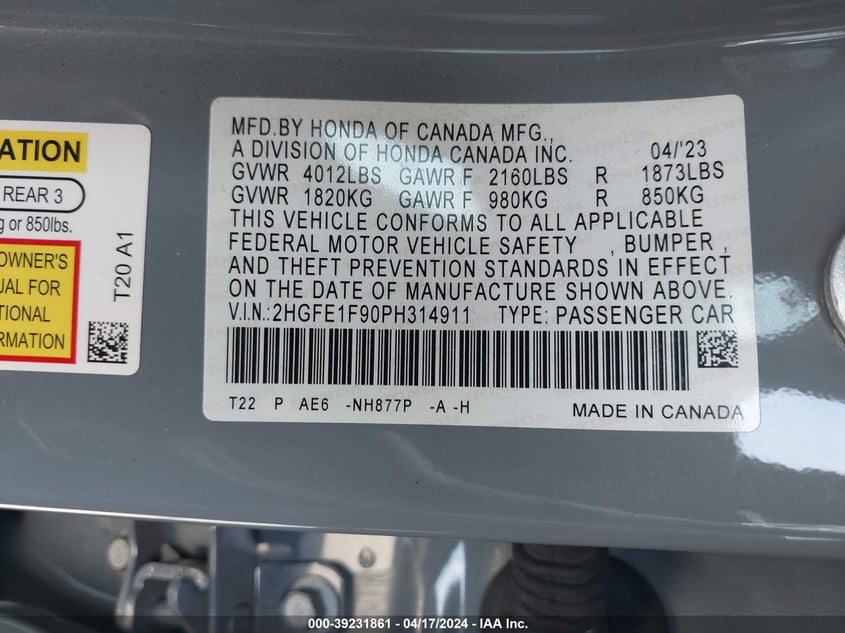 ATION
REAR 3
g or 850lbs.
OWNER'S
UAL FOR
TIONAL
RMATION
T20 A1
MFD.BY HONDA OF CANADA MFG.,
A DIVISION OF HONDA CANADA INC. 04/'23
GVWR 4012LBS GAWR F 2160LBS R 1873LBS
GVWR 1820KG GAWR F 980KG R 850KG
THIS VEHICLE CONFORMS TO ALL APPLICABLE
FEDERAL MOTOR VEHICLE SAFETY , BUMPER ,
AND THEFT PREVENTION STANDARDS IN EFFECT
ON THE DATE OF MANUFACTURE SHOWN ABOVE.
V.I.N.:2HGFE1F90PH314911 TYPE: PASSENGER CAR
T22 P AE6 -NH877P -A -H MADE IN CANADA
000-39231861 - 04/17/2024 - IAA Inc.